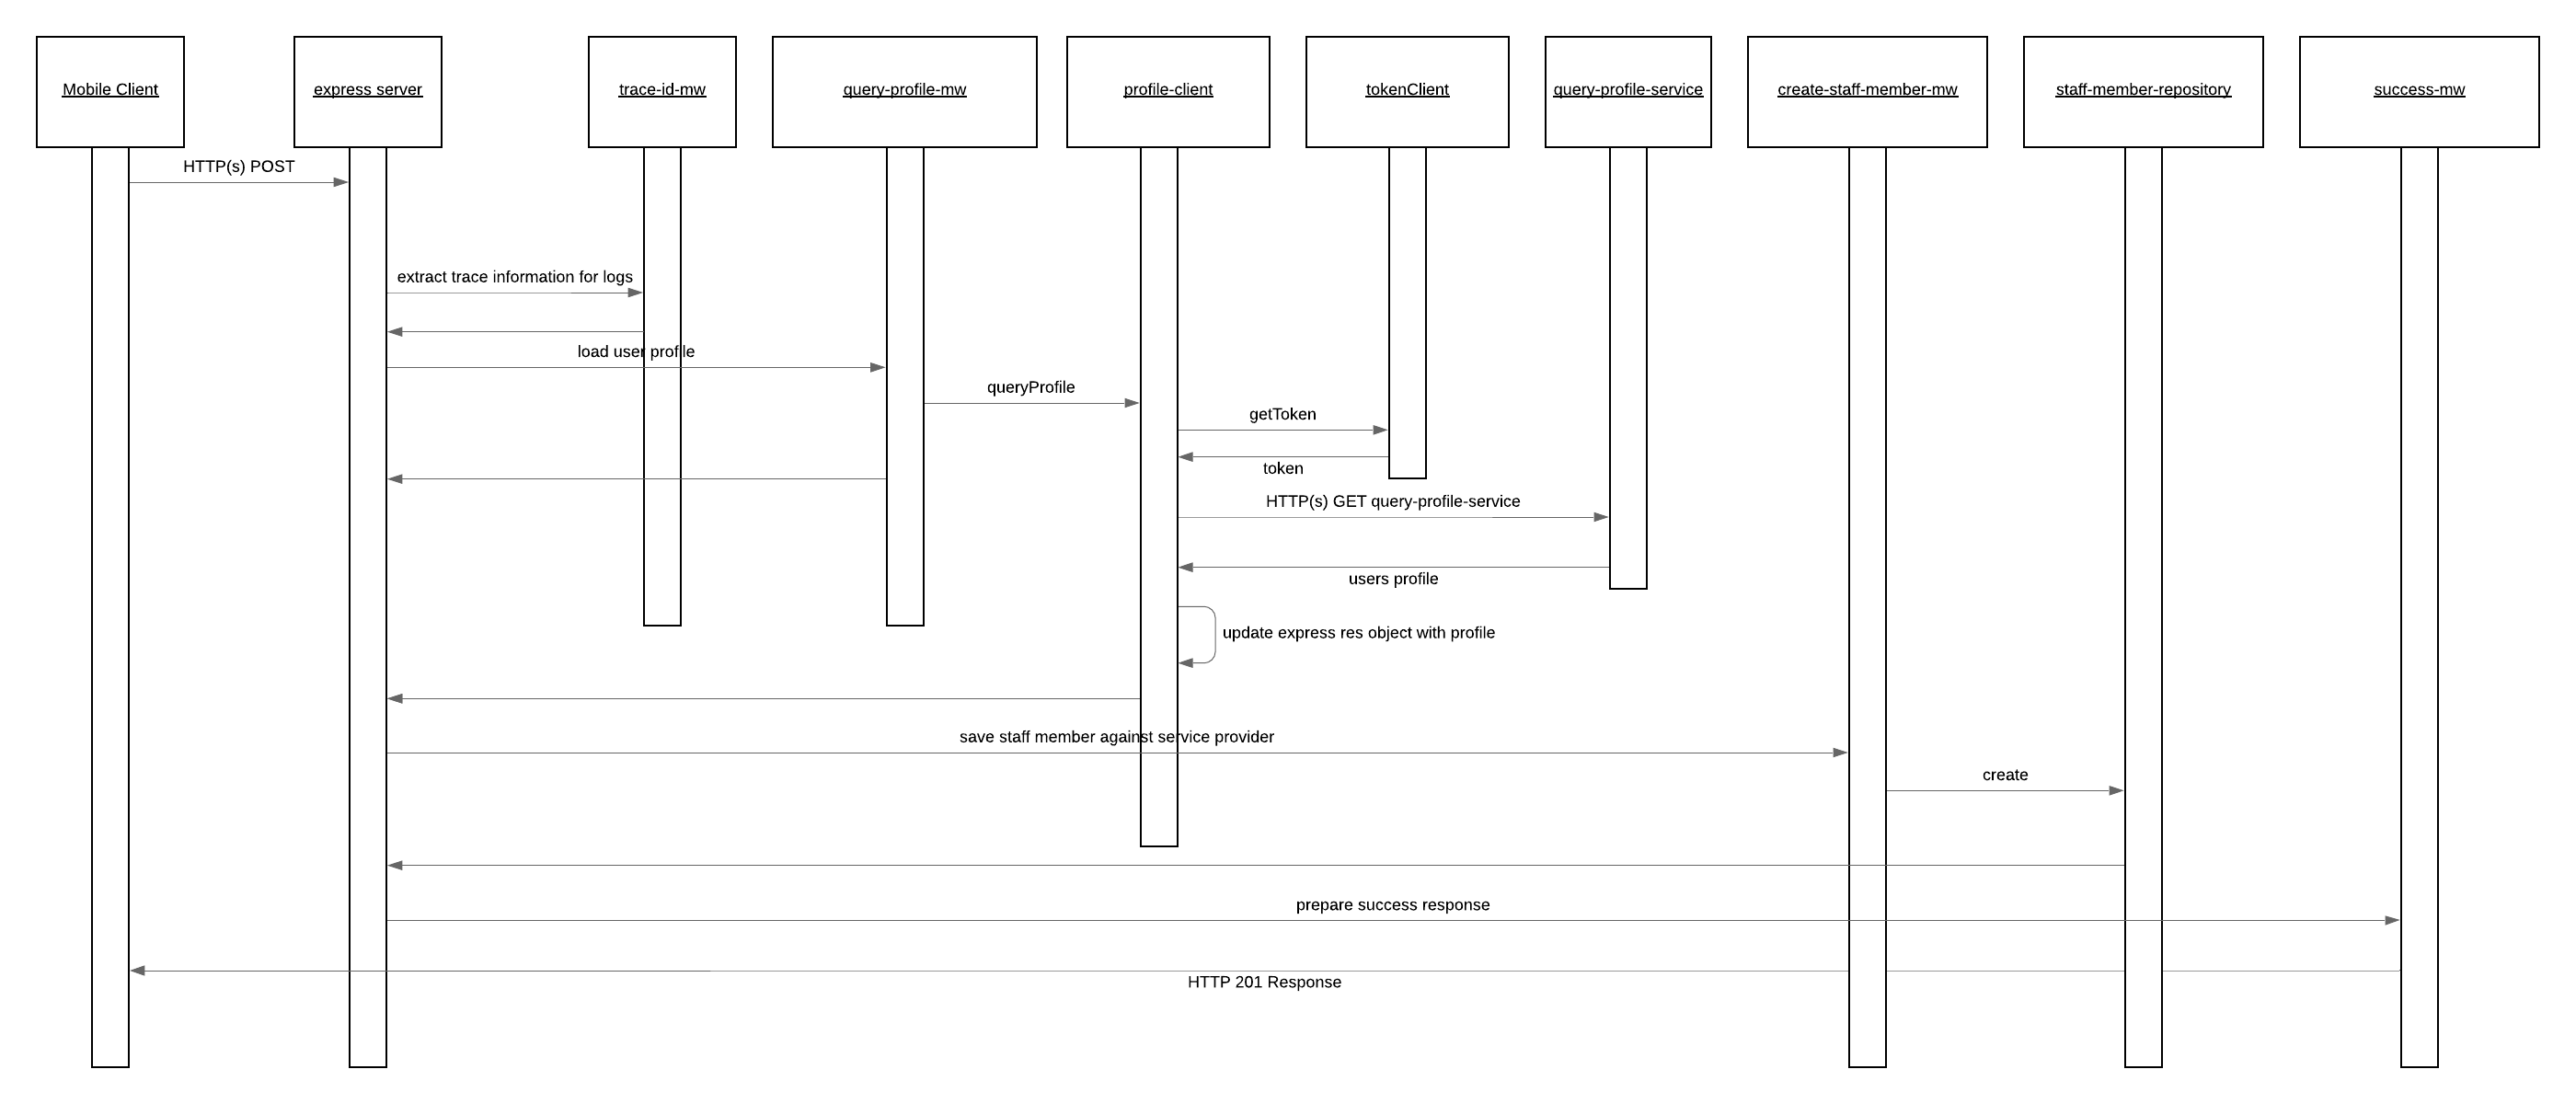 Mobile Client
express server
trace-id-mw
query-profile-mw
profile-client
tokenClient
query-profile-service
create-staff-member-mw
staff-member-repository
success-mw
HTTP(s) POST
extract trace information for logs
load user profile
queryProfile
getToken
token
HTTP(s) GET query-profile-service
users profile
update express res object with profile
save staff member against service provider
create
prepare success response
HTTP 201 Response